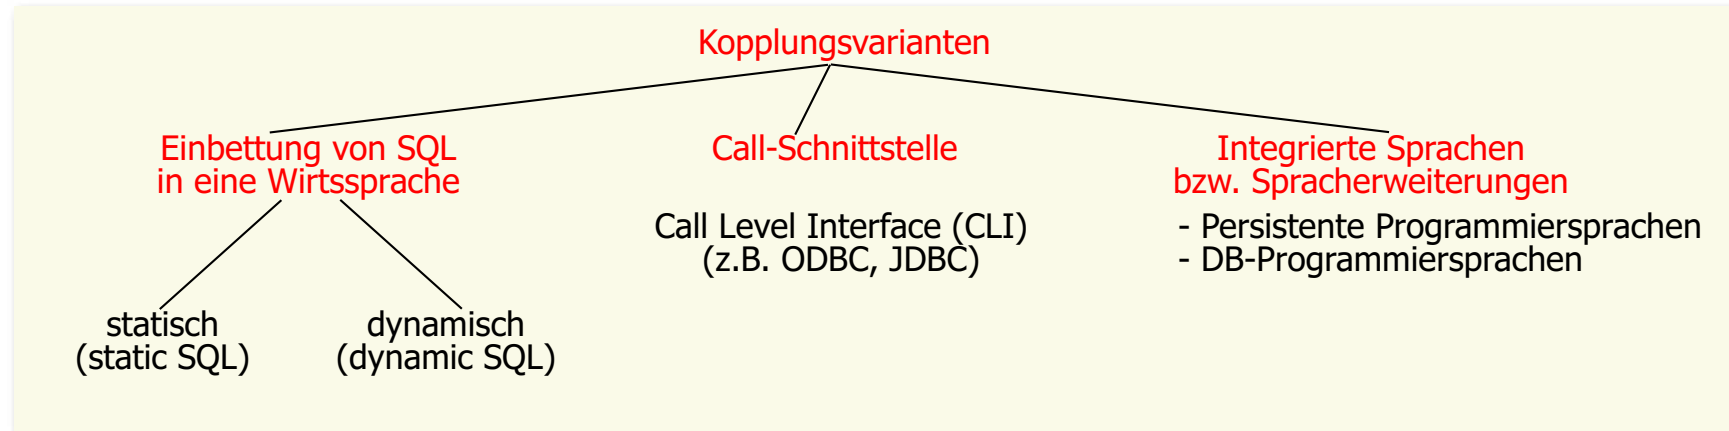 Kopplungsvarianten
Einbettung von SQL
in eine Wirtssprache
statisch
(static SQL)
dynamisch
(dynamic SQL)
Call-Schnittstelle
Call Level Interface (CLI)
(z.B. ODBC, JDBC)
Integrierte Sprachen
bzw. Spracherweiterungen
- Persistente Programmiersprachen
- DB-Programmiersprachen